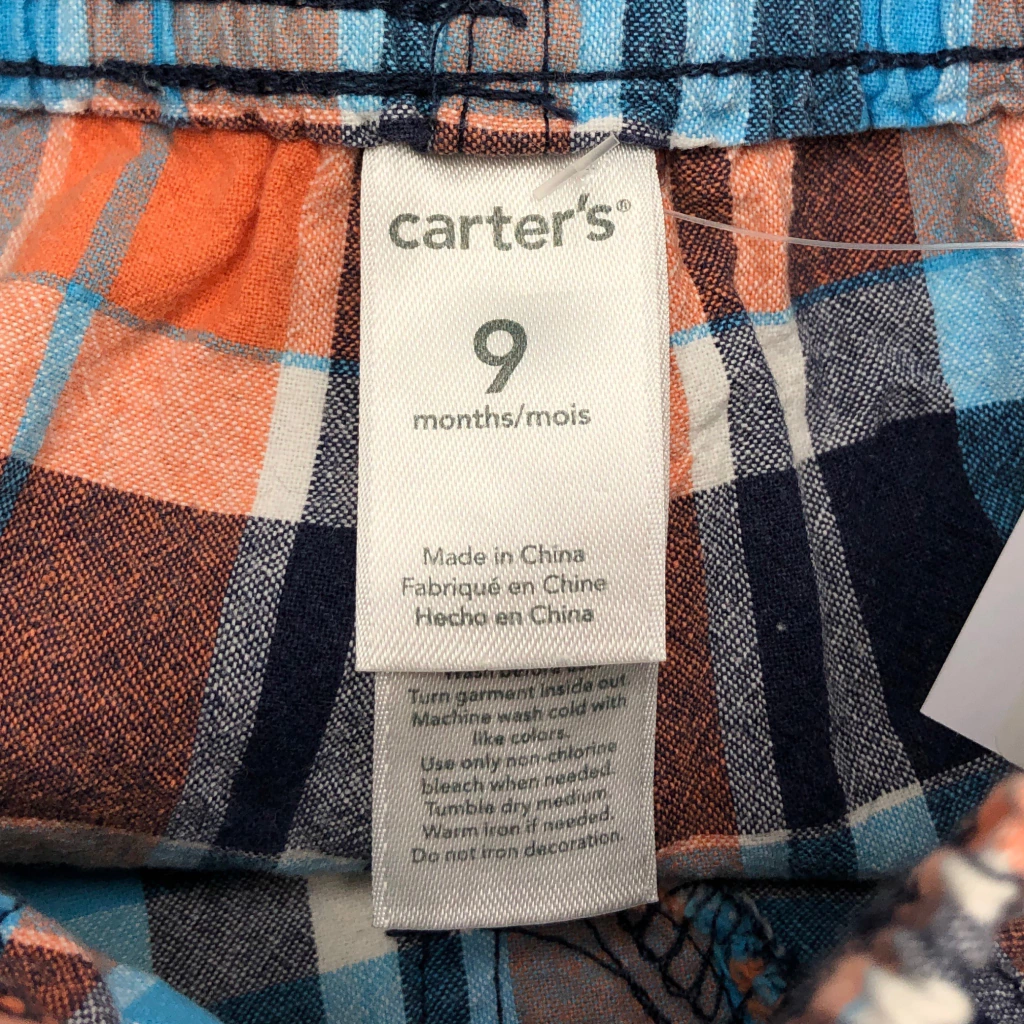 carter's®
9
months/mois
Made in China
Fabriqué en Chine
Hecho en China
Wash before
Turn garment inside out
Machine wash cold with
like colors.
Use only non-chlorine
bleach when needed.
Tumble dry medium
Warm iron if needed.
Do not iron decoration.